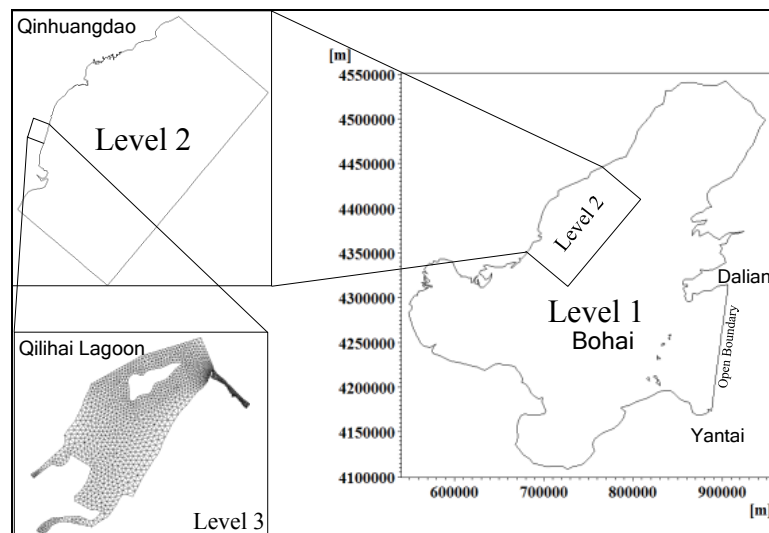 Qinhuangdao
Level 2
Qilihai Lagoon
Level 3
[m]
4550000
4500000
4450000
4400000
4350000
4300000
4250000
4200000
4150000
4100000
600000
700000
800000
900000
[m]
Level 2
Level 1
Bohai
Dalian
Open Boundary
Yantai